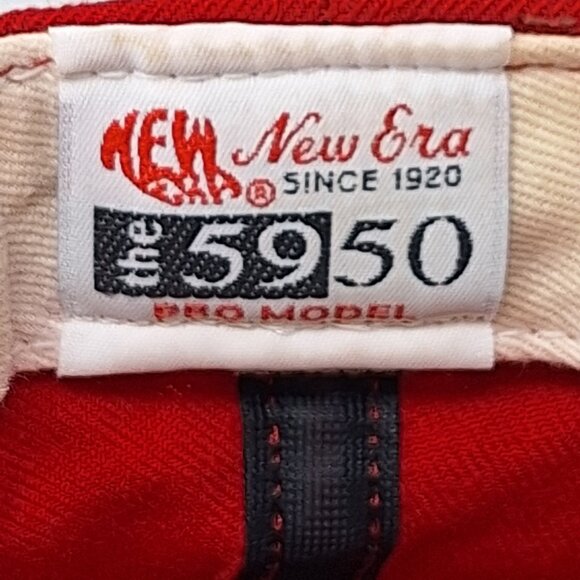 NEW New Era
ERA ® SINCE 1920
the 5950
PRO MODEL